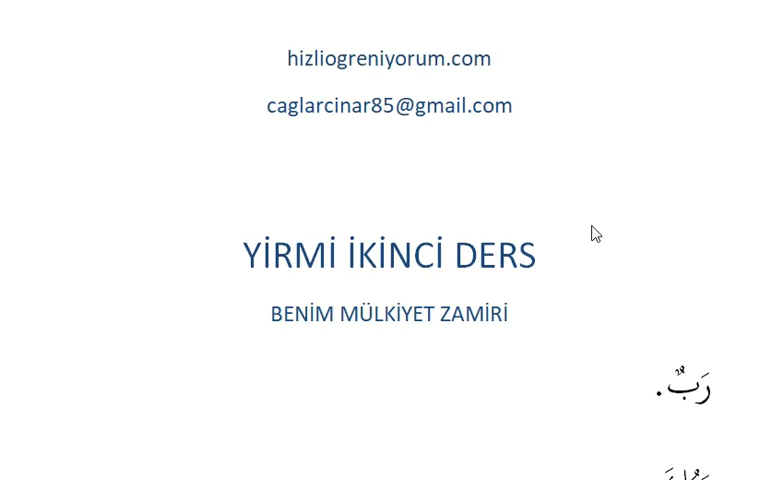 hizliogreniyorum.com
caglarcinar85@gmail.com
YİRMİ İKİNCİ DERS
BENİM MÜLKİYET ZAMİRİ
رَبٌّ.